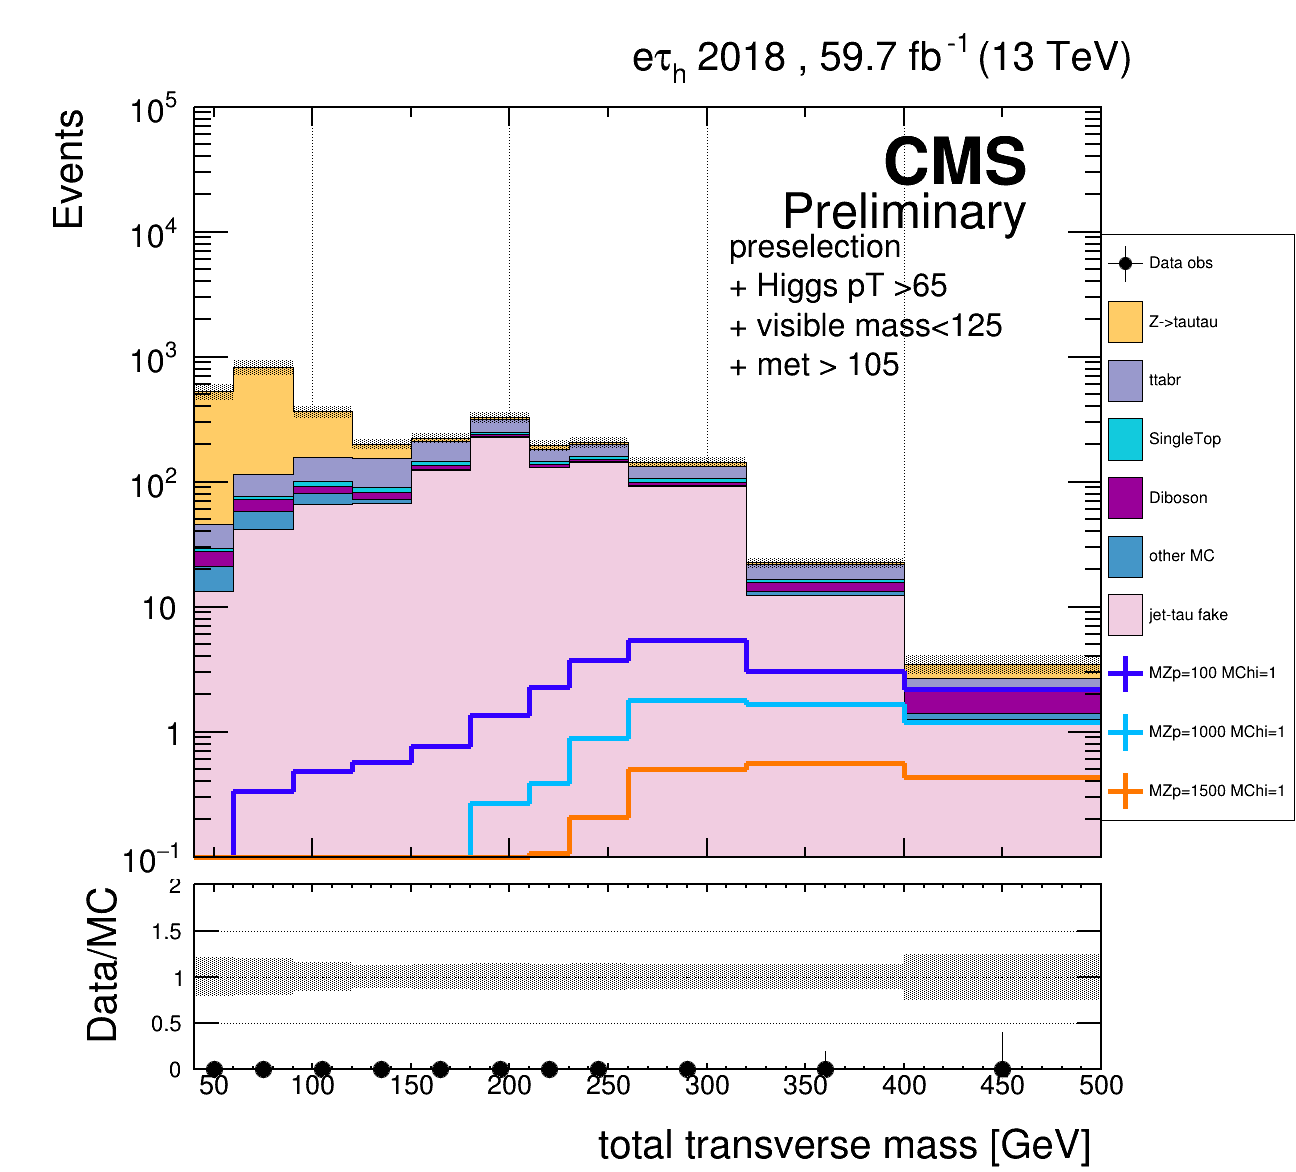 eτh 2018 , 59.7 fb-1 (13 TeV)
Events
10^5
10^4
10^3
10^2
10
1
10^−1
CMS
Preliminary
preselection
+ Higgs pT >65
+ visible mass<125
+ met > 105
Data obs
Z->tautau
ttabr
SingleTop
Diboson
other MC
jet-tau fake
MZp=100 MChi=1
MZp=1000 MChi=1
MZp=1500 MChi=1
Data/MC
2
1.5
1
0.5
0
50 100 150 200 250 300 350 400 450 500
total transverse mass [GeV]